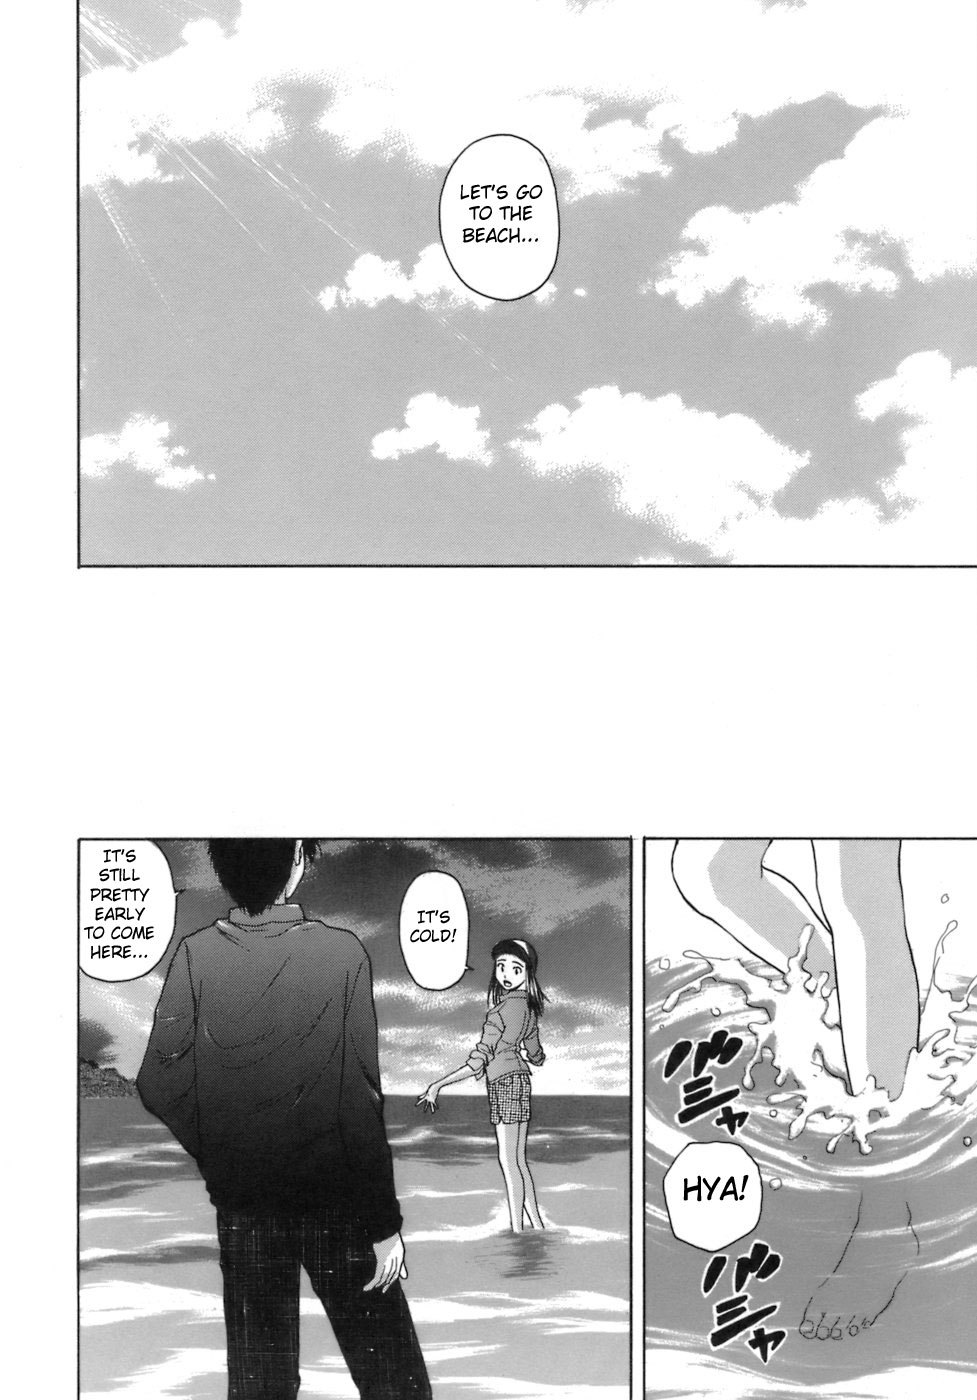 LET'S GO
TO THE
BEACH...
バ
シ
ャ
HYA!
バ
シ
ャ
IT'S
COLD!
IT'S
STILL
PRETTY
EARLY
TO COME
HERE...